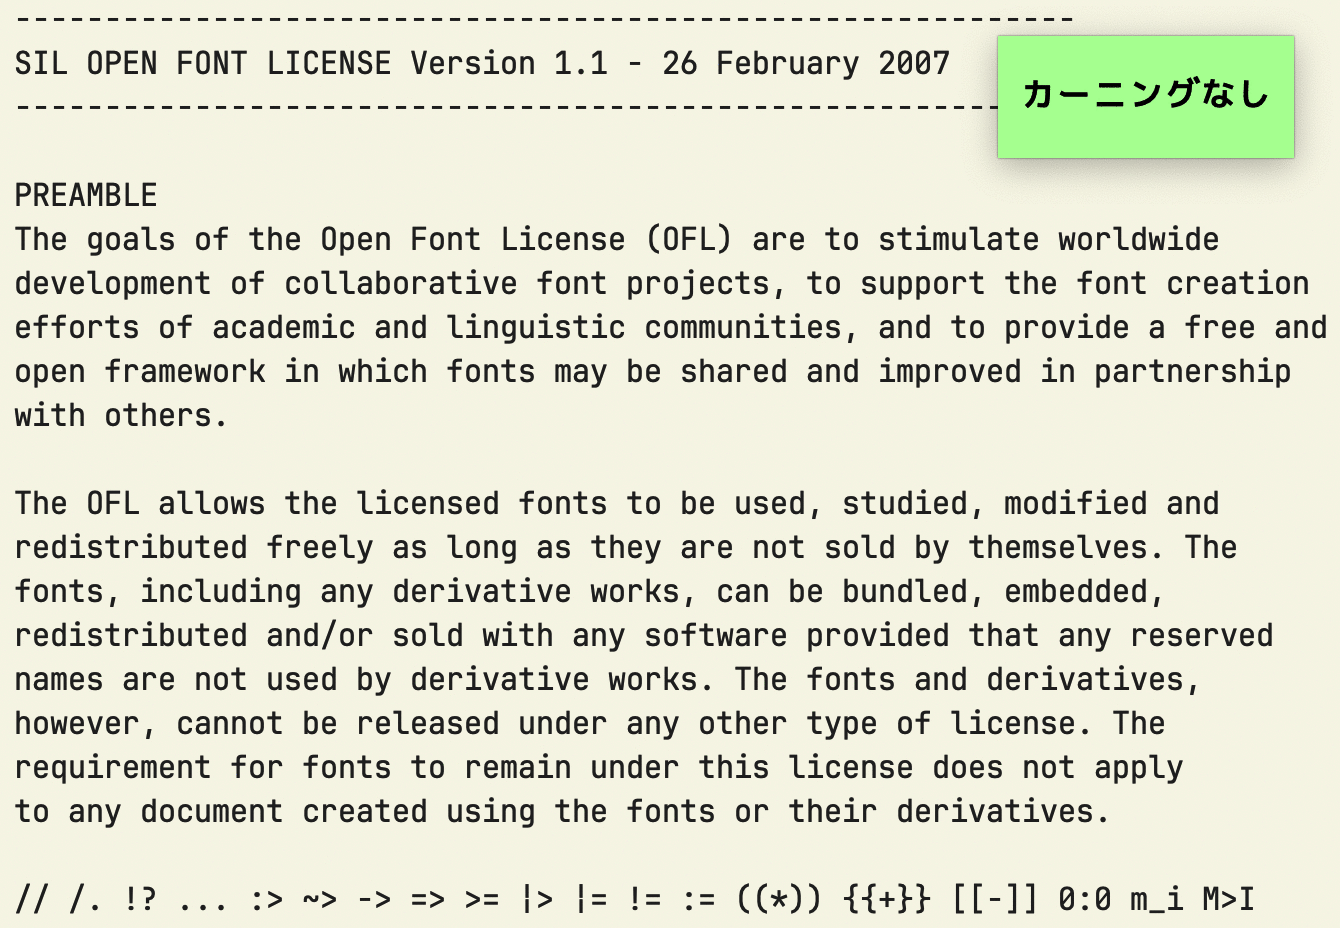 -----------------------------------------------------------
SIL OPEN FONT LICENSE Version 1.1 - 26 February 2007
-------------------------------------------------------
カーニングなし
PREAMBLE
The goals of the Open Font License (OFL) are to stimulate worldwide
development of collaborative font projects, to support the font creation
efforts of academic and linguistic communities, and to provide a free and
open framework in which fonts may be shared and improved in partnership
with others.
The OFL allows the licensed fonts to be used, studied, modified and
redistributed freely as long as they are not sold by themselves. The
fonts, including any derivative works, can be bundled, embedded,
redistributed and/or sold with any software provided that any reserved
names are not used by derivative works. The fonts and derivatives,
however, cannot be released under any other type of license. The
requirement for fonts to remain under this license does not apply
to any document created using the fonts or their derivatives.
// /. !? ... :> ~> -> => >= |> |= != := ((*)) {{+}} [[-]] 0:0 m_i M>I